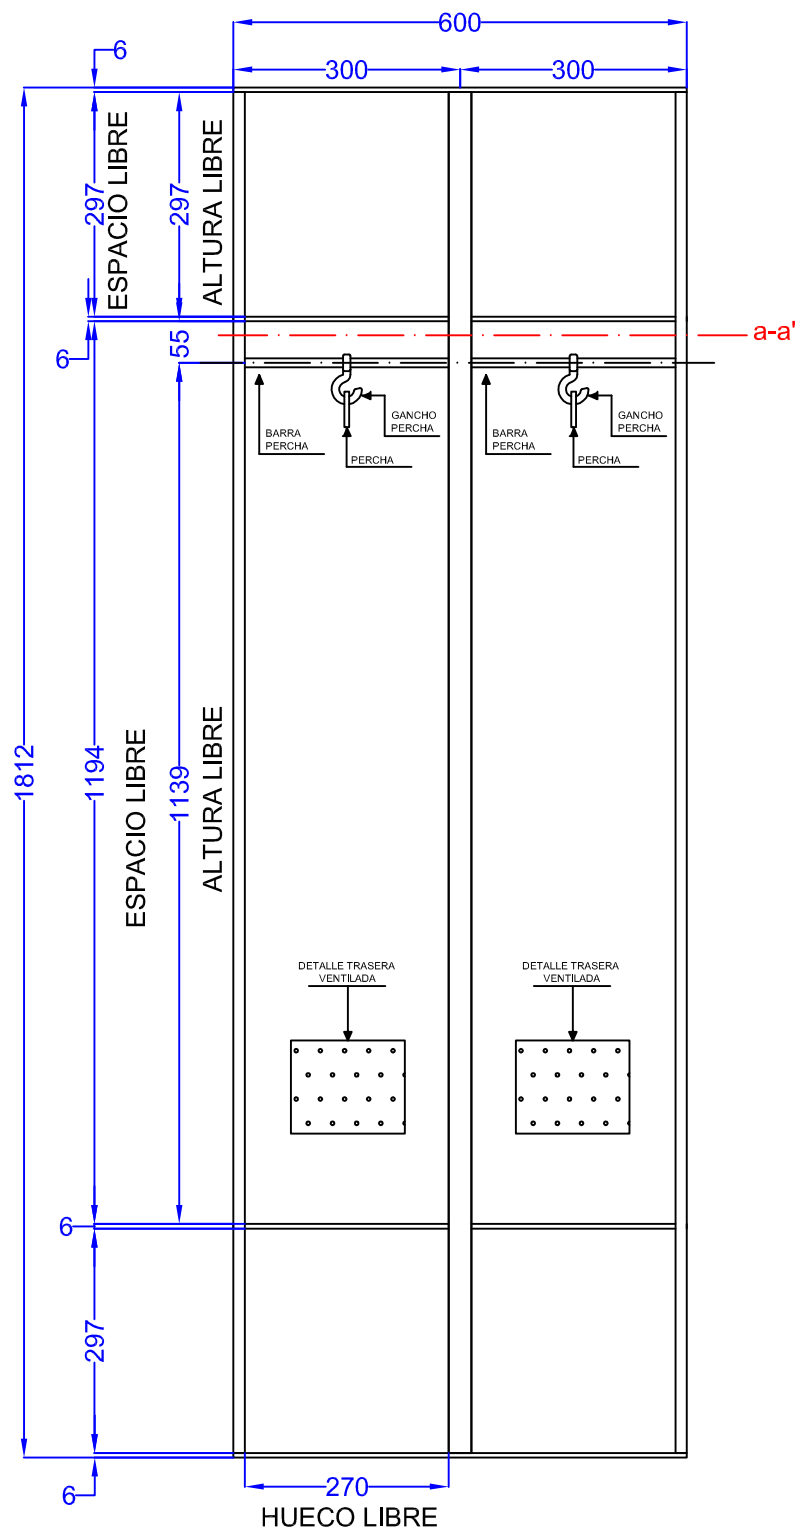 600
6
300
300
297
ESPACIO LIBRE
297
ALTURA LIBRE
a-a'
55
6
GANCHO
PERCHA
BARRA
PERCHA
PERCHA
GANCHO
PERCHA
BARRA
PERCHA
PERCHA
1812
1194
ESPACIO LIBRE
1139
ALTURA LIBRE
DETALLE TRASERA
VENTILADA
DETALLE TRASERA
VENTILADA
6
297
270
6
HUECO LIBRE